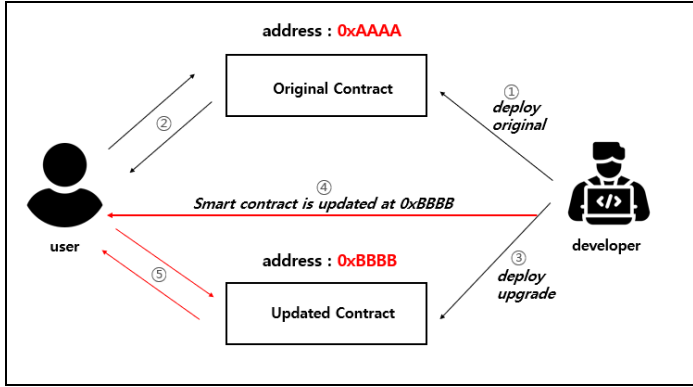 address : 0xAAAA
Original Contract
①
deploy
original
②
④
Smart contract is updated at 0xBBBB
user
developer
address : 0xBBBB
③
deploy
upgrade
⑤
Updated Contract
</>